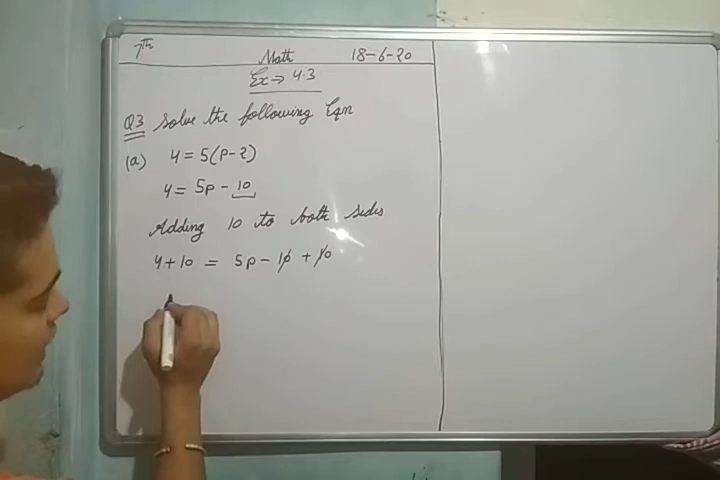 7th Math 18-6-20
Ex → 4.3
Q3 Solve the following Eqn
(a) 4 = 5(P-2)
4 = 5P - 10
Adding 10 to both sides
4+10 = 5P - 10 + 10